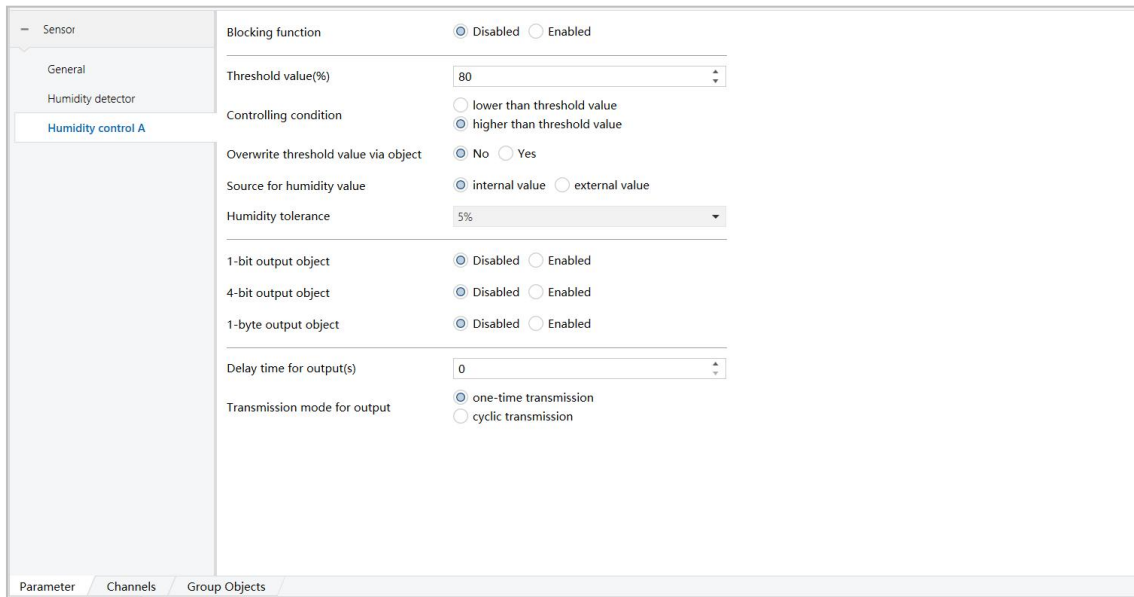 Sensor
General
Humidity detector
Humidity control A
Blocking function Disabled Enabled
Threshold value(%) 80
Controlling condition lower than threshold value
higher than threshold value
Overwrite threshold value via object No Yes
Source for humidity value internal value external value
Humidity tolerance 5%
1-bit output object Disabled Enabled
4-bit output object Disabled Enabled
1-byte output object Disabled Enabled
Delay time for output(s) 0
Transmission mode for output one-time transmission
cyclic transmission
Parameter Channels Group Objects